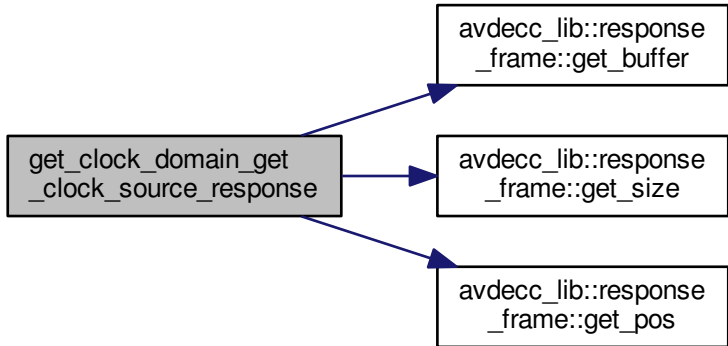 get_clock_domain_get
_clock_source_response
avdecc_lib::response
_frame::get_buffer
avdecc_lib::response
_frame::get_size
avdecc_lib::response
_frame::get_pos